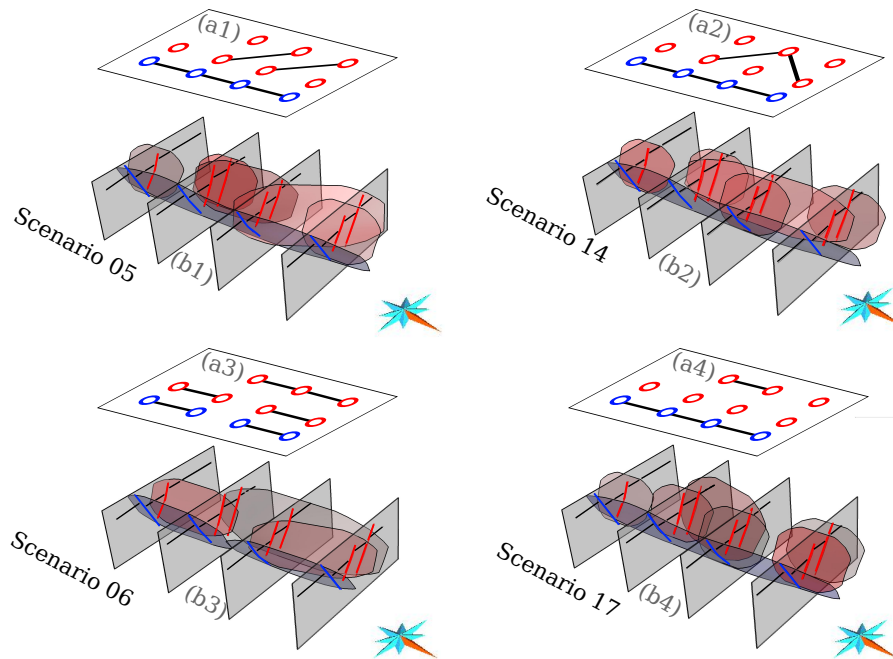 (a1)
(a2)
Scenario 05
(b1)
Scenario 14
(b2)
(a3)
(a4)
Scenario 06
(b3)
Scenario 17
(b4)